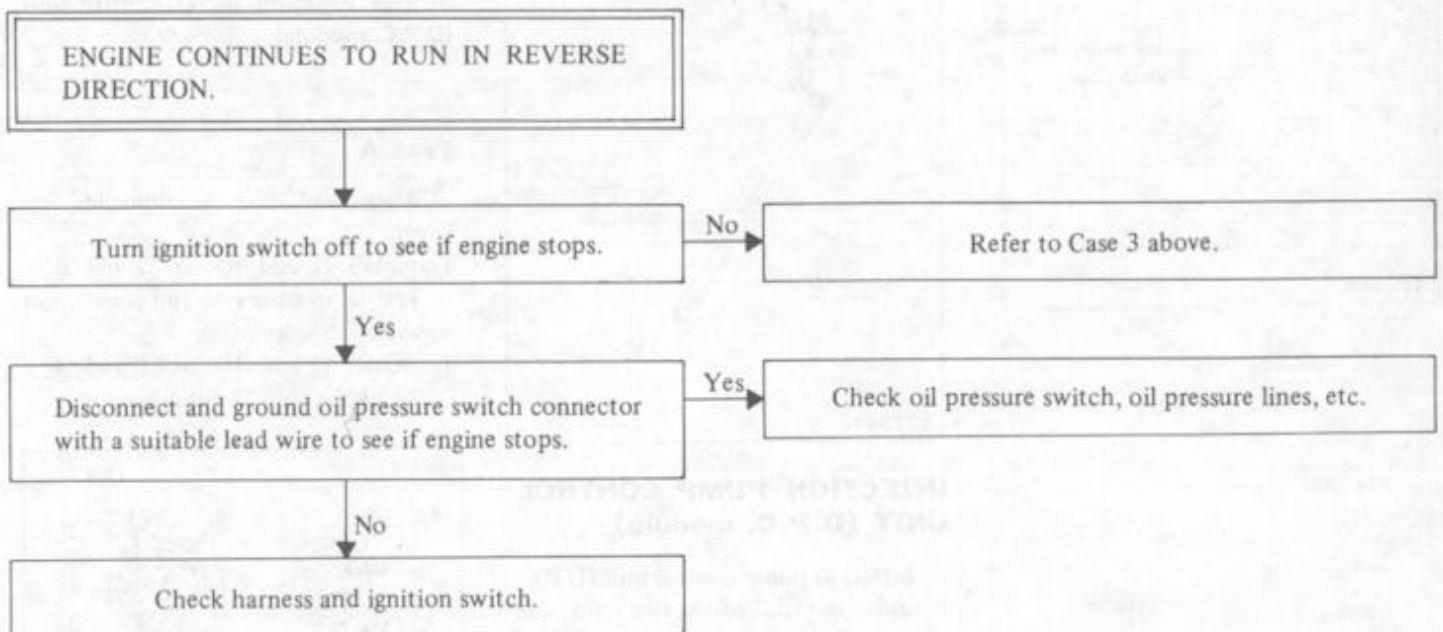 ENGINE CONTINUES TO RUN IN REVERSE
DIRECTION.
Turn ignition switch off to see if engine stops.
No
Refer to Case 3 above.
Yes
Disconnect and ground oil pressure switch connector
with a suitable lead wire to see if engine stops.
Yes
Check oil pressure switch, oil pressure lines, etc.
No
Check harness and ignition switch.
INJECTION PUMP CONTROL
UNIT (D.P.C. module)
Test A